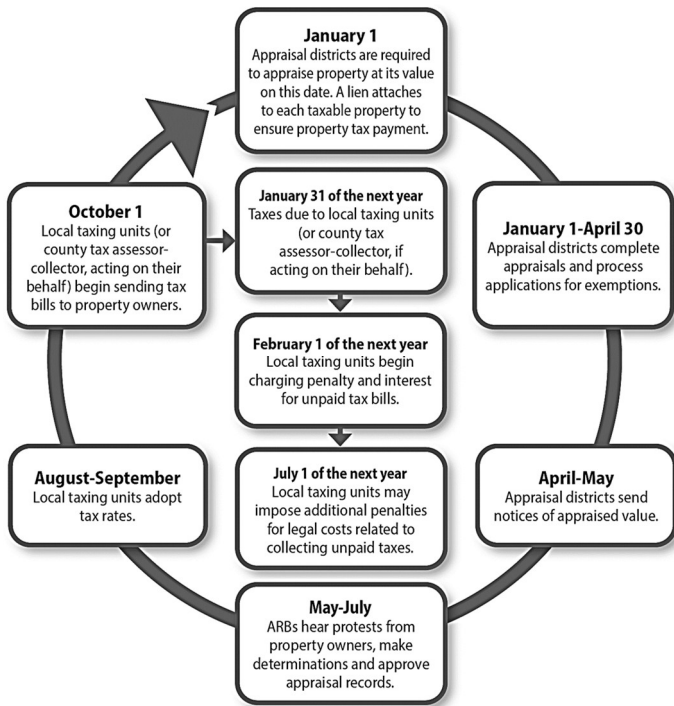 January 1
Appraisal districts are required
to appraise property at its value
on this date. A lien attaches
to each taxable property to
ensure property tax payment.
January 1-April 30
Appraisal districts complete
appraisals and process
applications for exemptions.
April-May
Appraisal districts send
notices of appraised value.
May-July
ARBs hear protests from
property owners, make
determinations and approve
appraisal records.
August-September
Local taxing units adopt
tax rates.
October 1
Local taxing units (or
county tax assessor-
collector, acting on their
behalf) begin sending tax
bills to property owners.
January 31 of the next year
Taxes due to local taxing units
(or county tax
assessor-collector, if
acting on their behalf).
February 1 of the next year
Local taxing units begin
charging penalty and interest
for unpaid tax bills.
July 1 of the next year
Local taxing units may
impose additional penalties
for legal costs related to
collecting unpaid taxes.